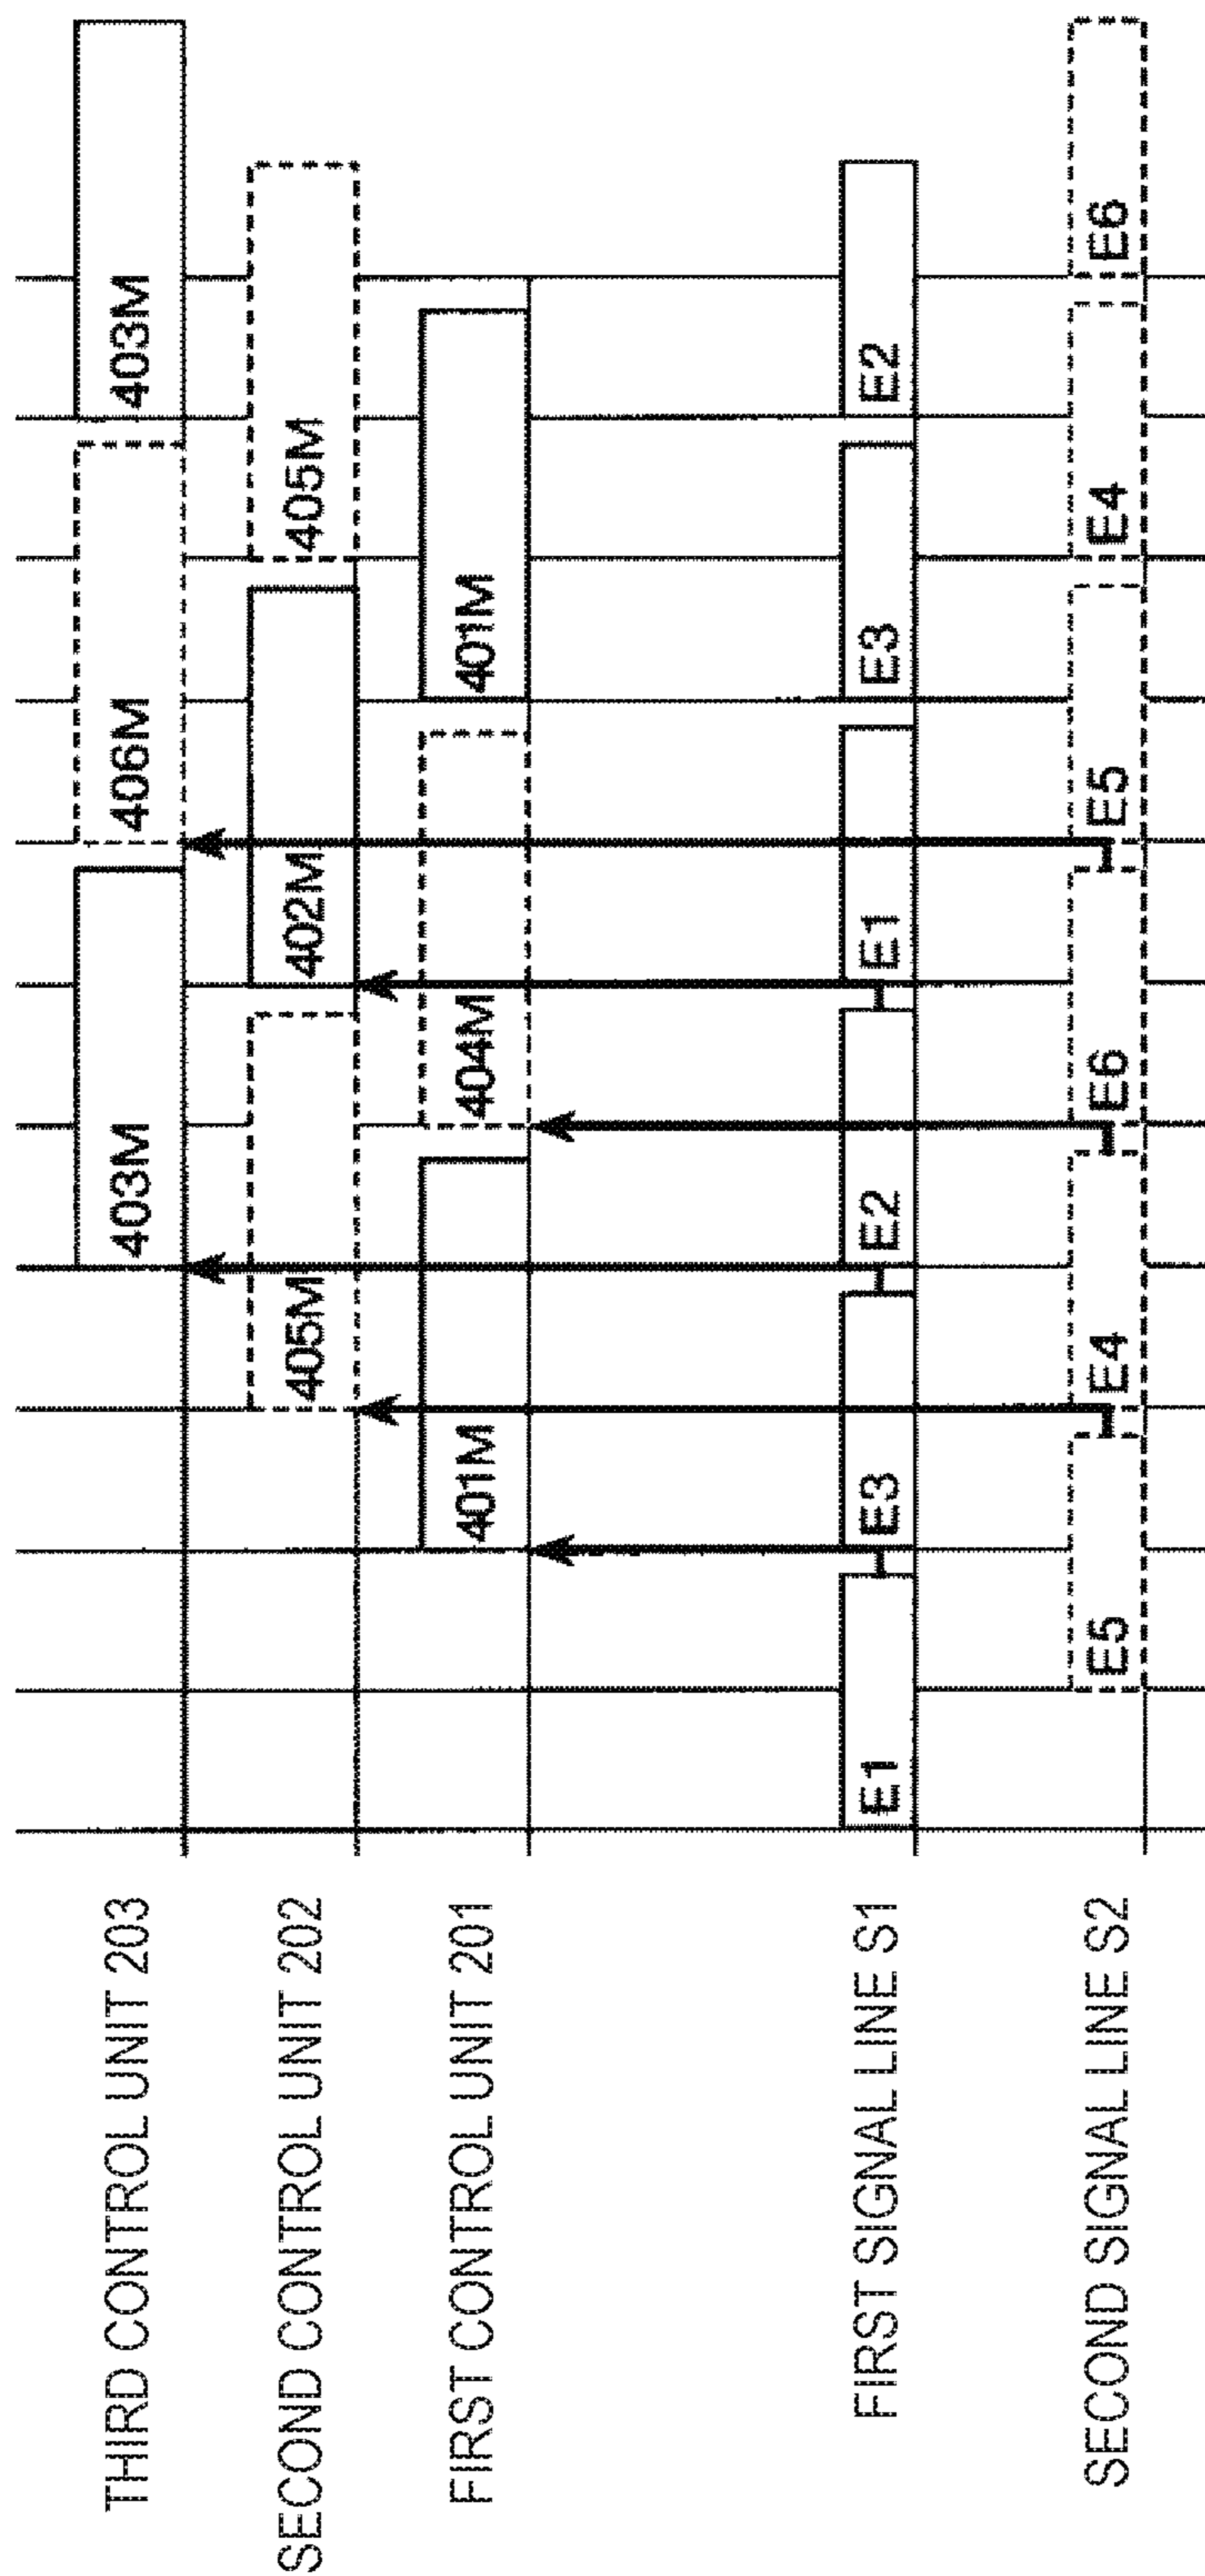 THIRD CONTROL UNIT 203
403M
406M
403M
SECOND CONTROL UNIT 202
405M
402M
405M
FIRST CONTROL UNIT 201
401M
404M
401M
FIRST SIGNAL LINE S1
E1
E3
E2
E1
E3
E2
SECOND SIGNAL LINE S2
E5
E4
E6
E5
E4
E6